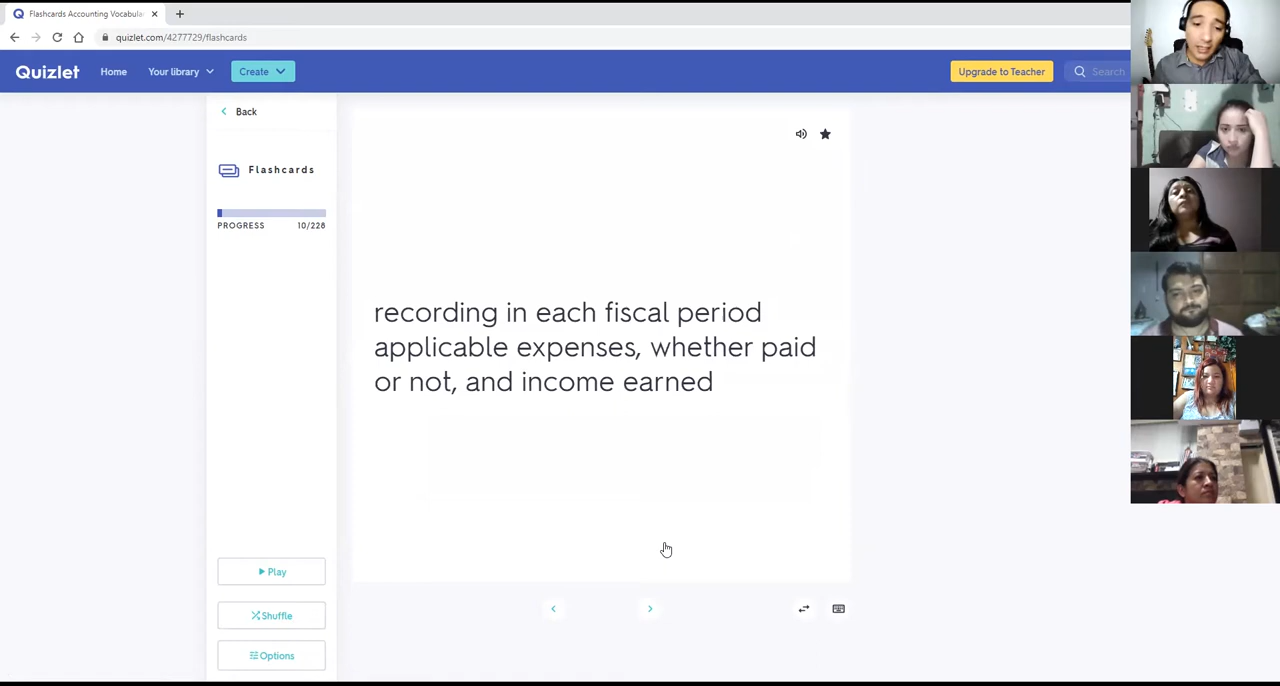 Flashcards Accounting Vocabula
quizlet.com/4277729/flashcards
Quizlet
Home
Your library
Create
Upgrade to Teacher
Search
Back
Flashcards
PROGRESS 10/228
recording in each fiscal period
applicable expenses, whether paid
or not, and income earned
Play
Shuffle
Options